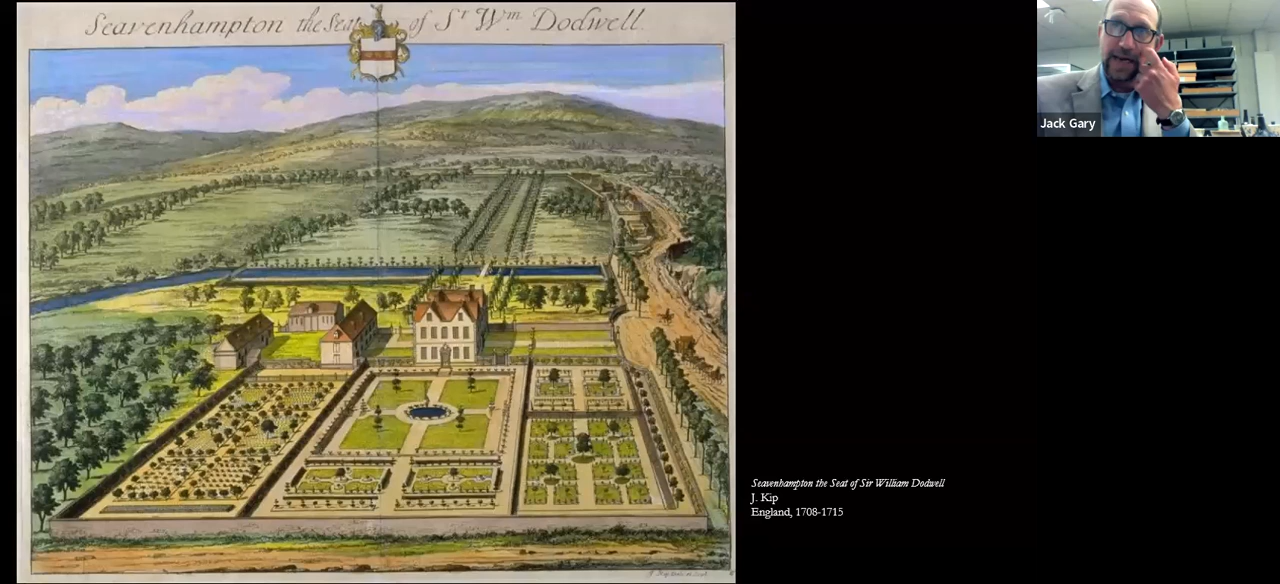 Seavenhampton the Seat of Sr Wm. Dodwell.
Jack Gary
Seavenhampton the Seat of Sir William Dodwell
J. Kip
England, 1708-1715